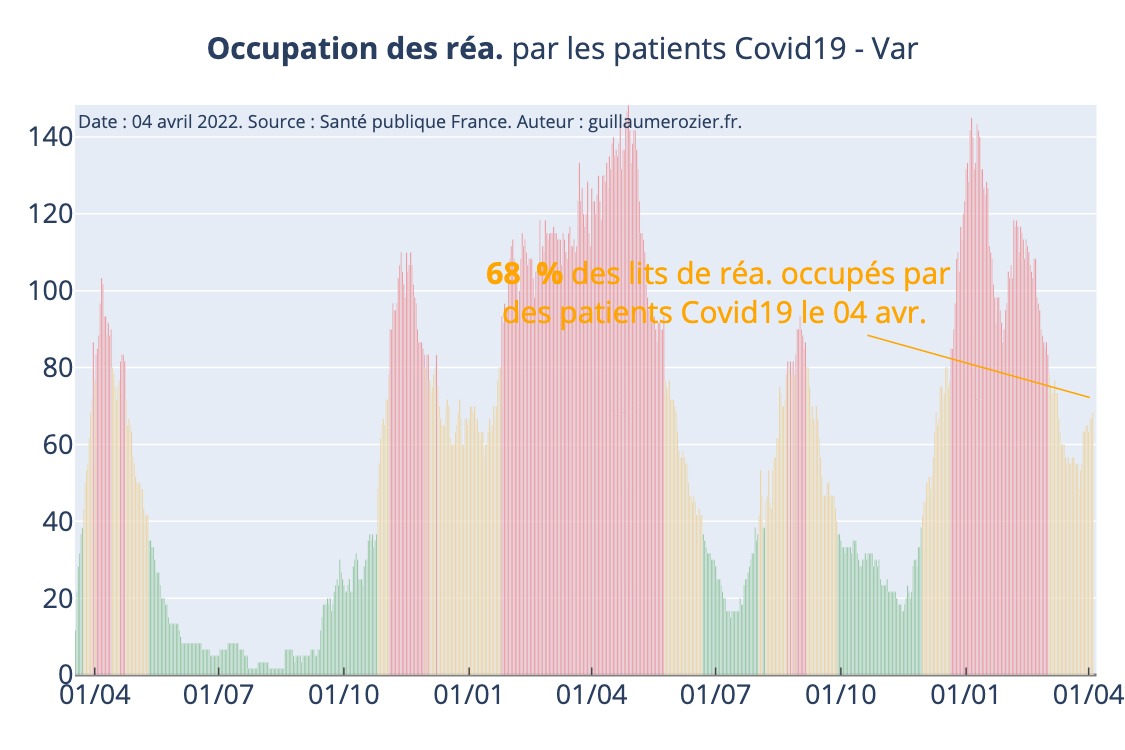 Occupation des réa. par les patients Covid19 - Var
Date : 04 avril 2022. Source : Santé publique France. Auteur : guillaumerozier.fr.
140
120
68 % des lits de réa. occupés par
100
des patients Covid19 le 04 avr.
80
60
40
20
0
01/04 01/07 01/10 01/01 01/04 01/07 01/10 01/01 01/04